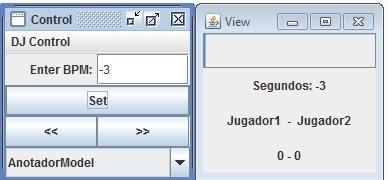 Control
DJ Control
Enter BPM: -3
Set
<< >>
AnotadorModel
View
Segundos: -3
Jugador1 - Jugador2
0 - 0